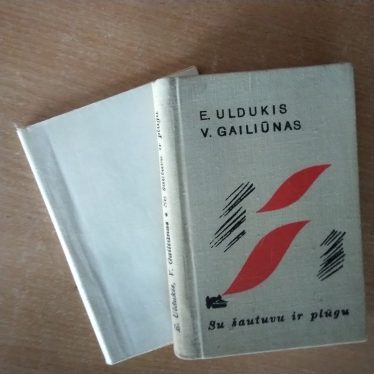 E. ULDUKIS
V. GAILIŪNAS
Su šautuvu ir plūgu
E. Uldukis, V. Gailiūnas • Su šautuvu ir plūgu